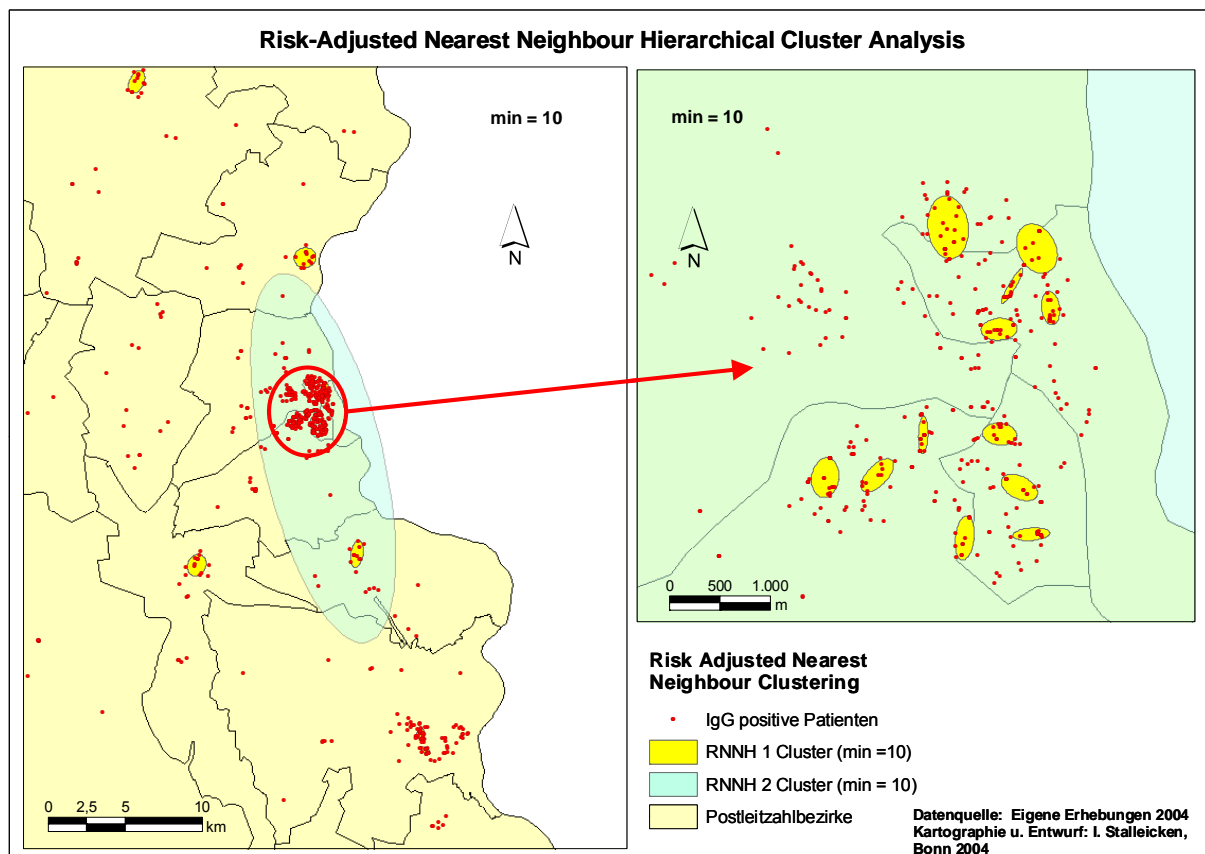 Risk-Adjusted Nearest Neighbour Hierarchical Cluster Analysis
min = 10
N
0 2,5 5 10
km
min = 10
N
0 500 1.000
m
Risk Adjusted Nearest
Neighbour Clustering
IgG positive Patienten
RNNH 1 Cluster (min =10)
RNNH 2 Cluster (min = 10)
Postleitzahlbezirke
Datenquelle: Eigene Erhebungen 2004
Kartographie u. Entwurf: I. Stalleicken,
Bonn 2004